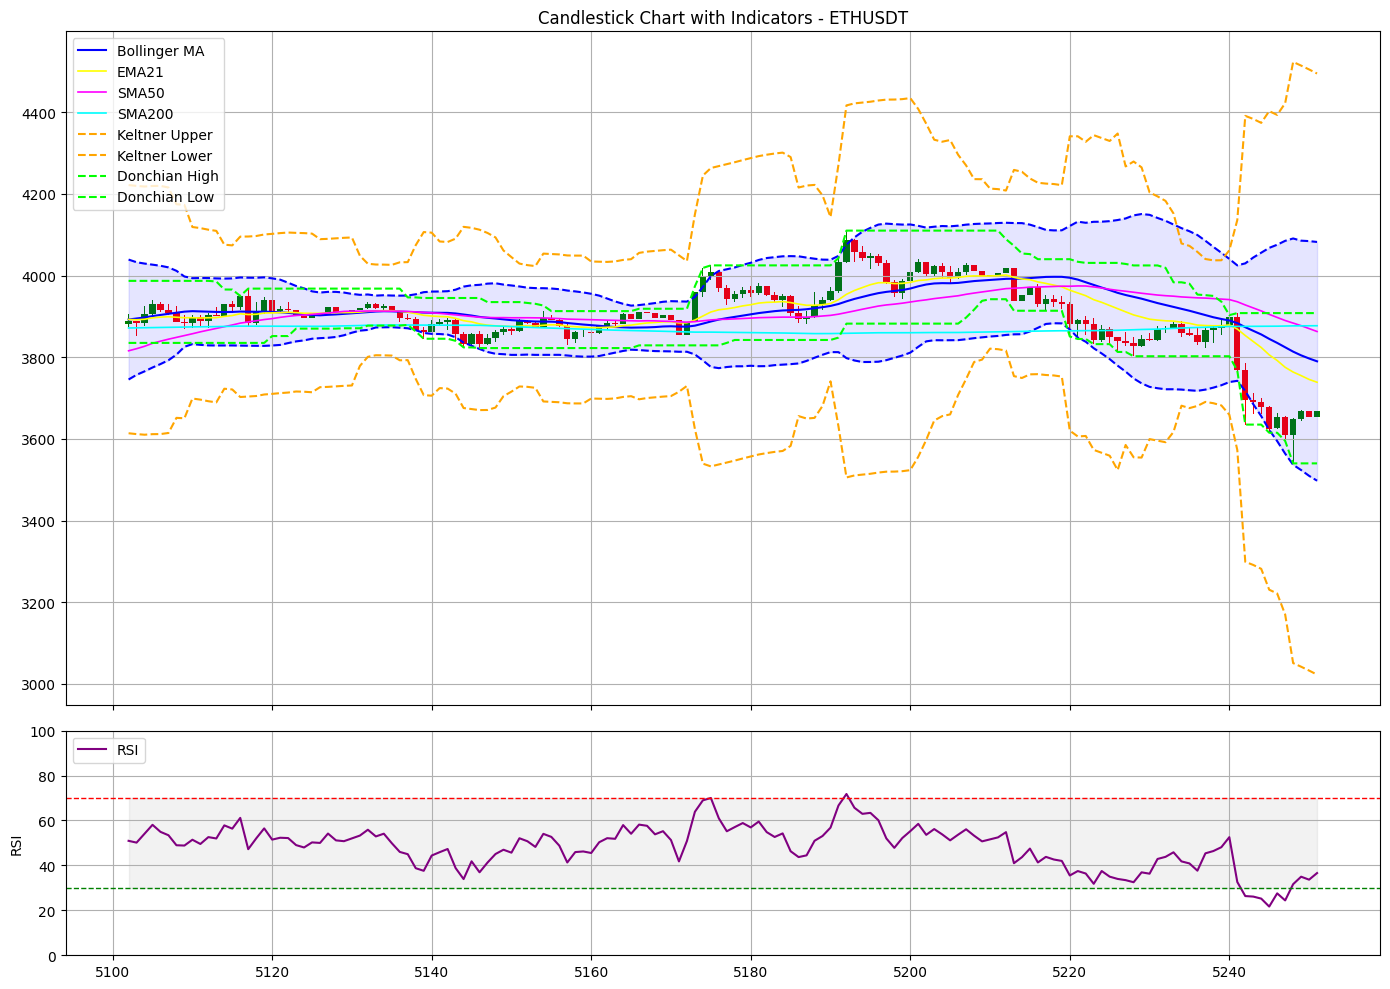 Candlestick Chart with Indicators - ETHUSDT
Bollinger MA
EMA21
SMA50
SMA200
Keltner Upper
Keltner Lower
Donchian High
Donchian Low
4400
4200
4000
3800
3600
3400
3200
3000
RSI
100
80
60
40
20
0
RSI
5100 5120 5140 5160 5180 5200 5220 5240